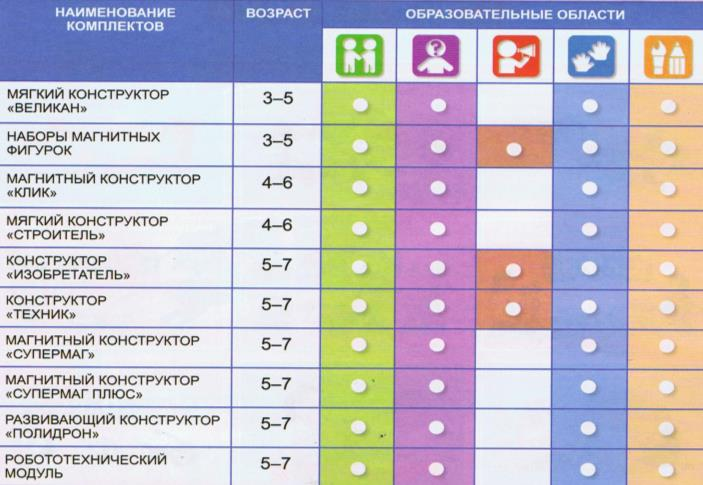 НАИМЕНОВАНИЕ
КОМПЛЕКТОВ
ВОЗРАСТ
ОБРАЗОВАТЕЛЬНЫЕ ОБЛАСТИ
?
МЯГКИЙ КОНСТРУКТОР
«ВЕЛИКАН»
3–5
НАБОРЫ МАГНИТНЫХ
ФИГУРОК
3–5
МАГНИТНЫЙ КОНСТРУКТОР
«КЛИК»
4–6
МЯГКИЙ КОНСТРУКТОР
«СТРОИТЕЛЬ»
4–6
КОНСТРУКТОР
«ИЗОБРЕТАТЕЛЬ»
5–7
КОНСТРУКТОР
«ТЕХНИК»
5–7
МАГНИТНЫЙ КОНСТРУКТОР
«СУПЕРМАГ»
5–7
МАГНИТНЫЙ КОНСТРУКТОР
«СУПЕРМАГ ПЛЮС»
5–7
РАЗВИВАЮЩИЙ КОНСТРУКТОР
«ПОЛИДРОН»
5–7
РОБОТОТЕХНИЧЕСКИЙ
МОДУЛЬ
5–7